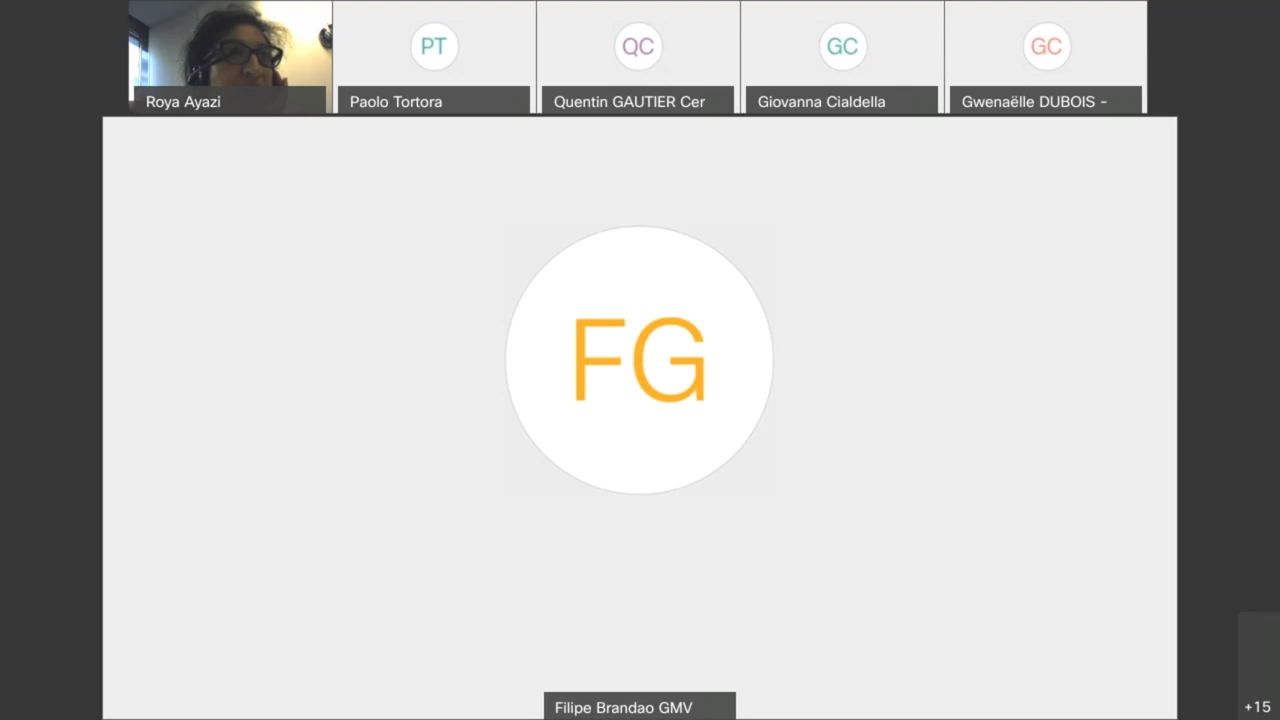 PT
QC
GC
GC
Roya Ayazi
Paolo Tortora
Quentin GAUTIER Cer
Giovanna Cialdella
Gwenaëlle DUBOIS -
FG
Filipe Brandao GMV
+15